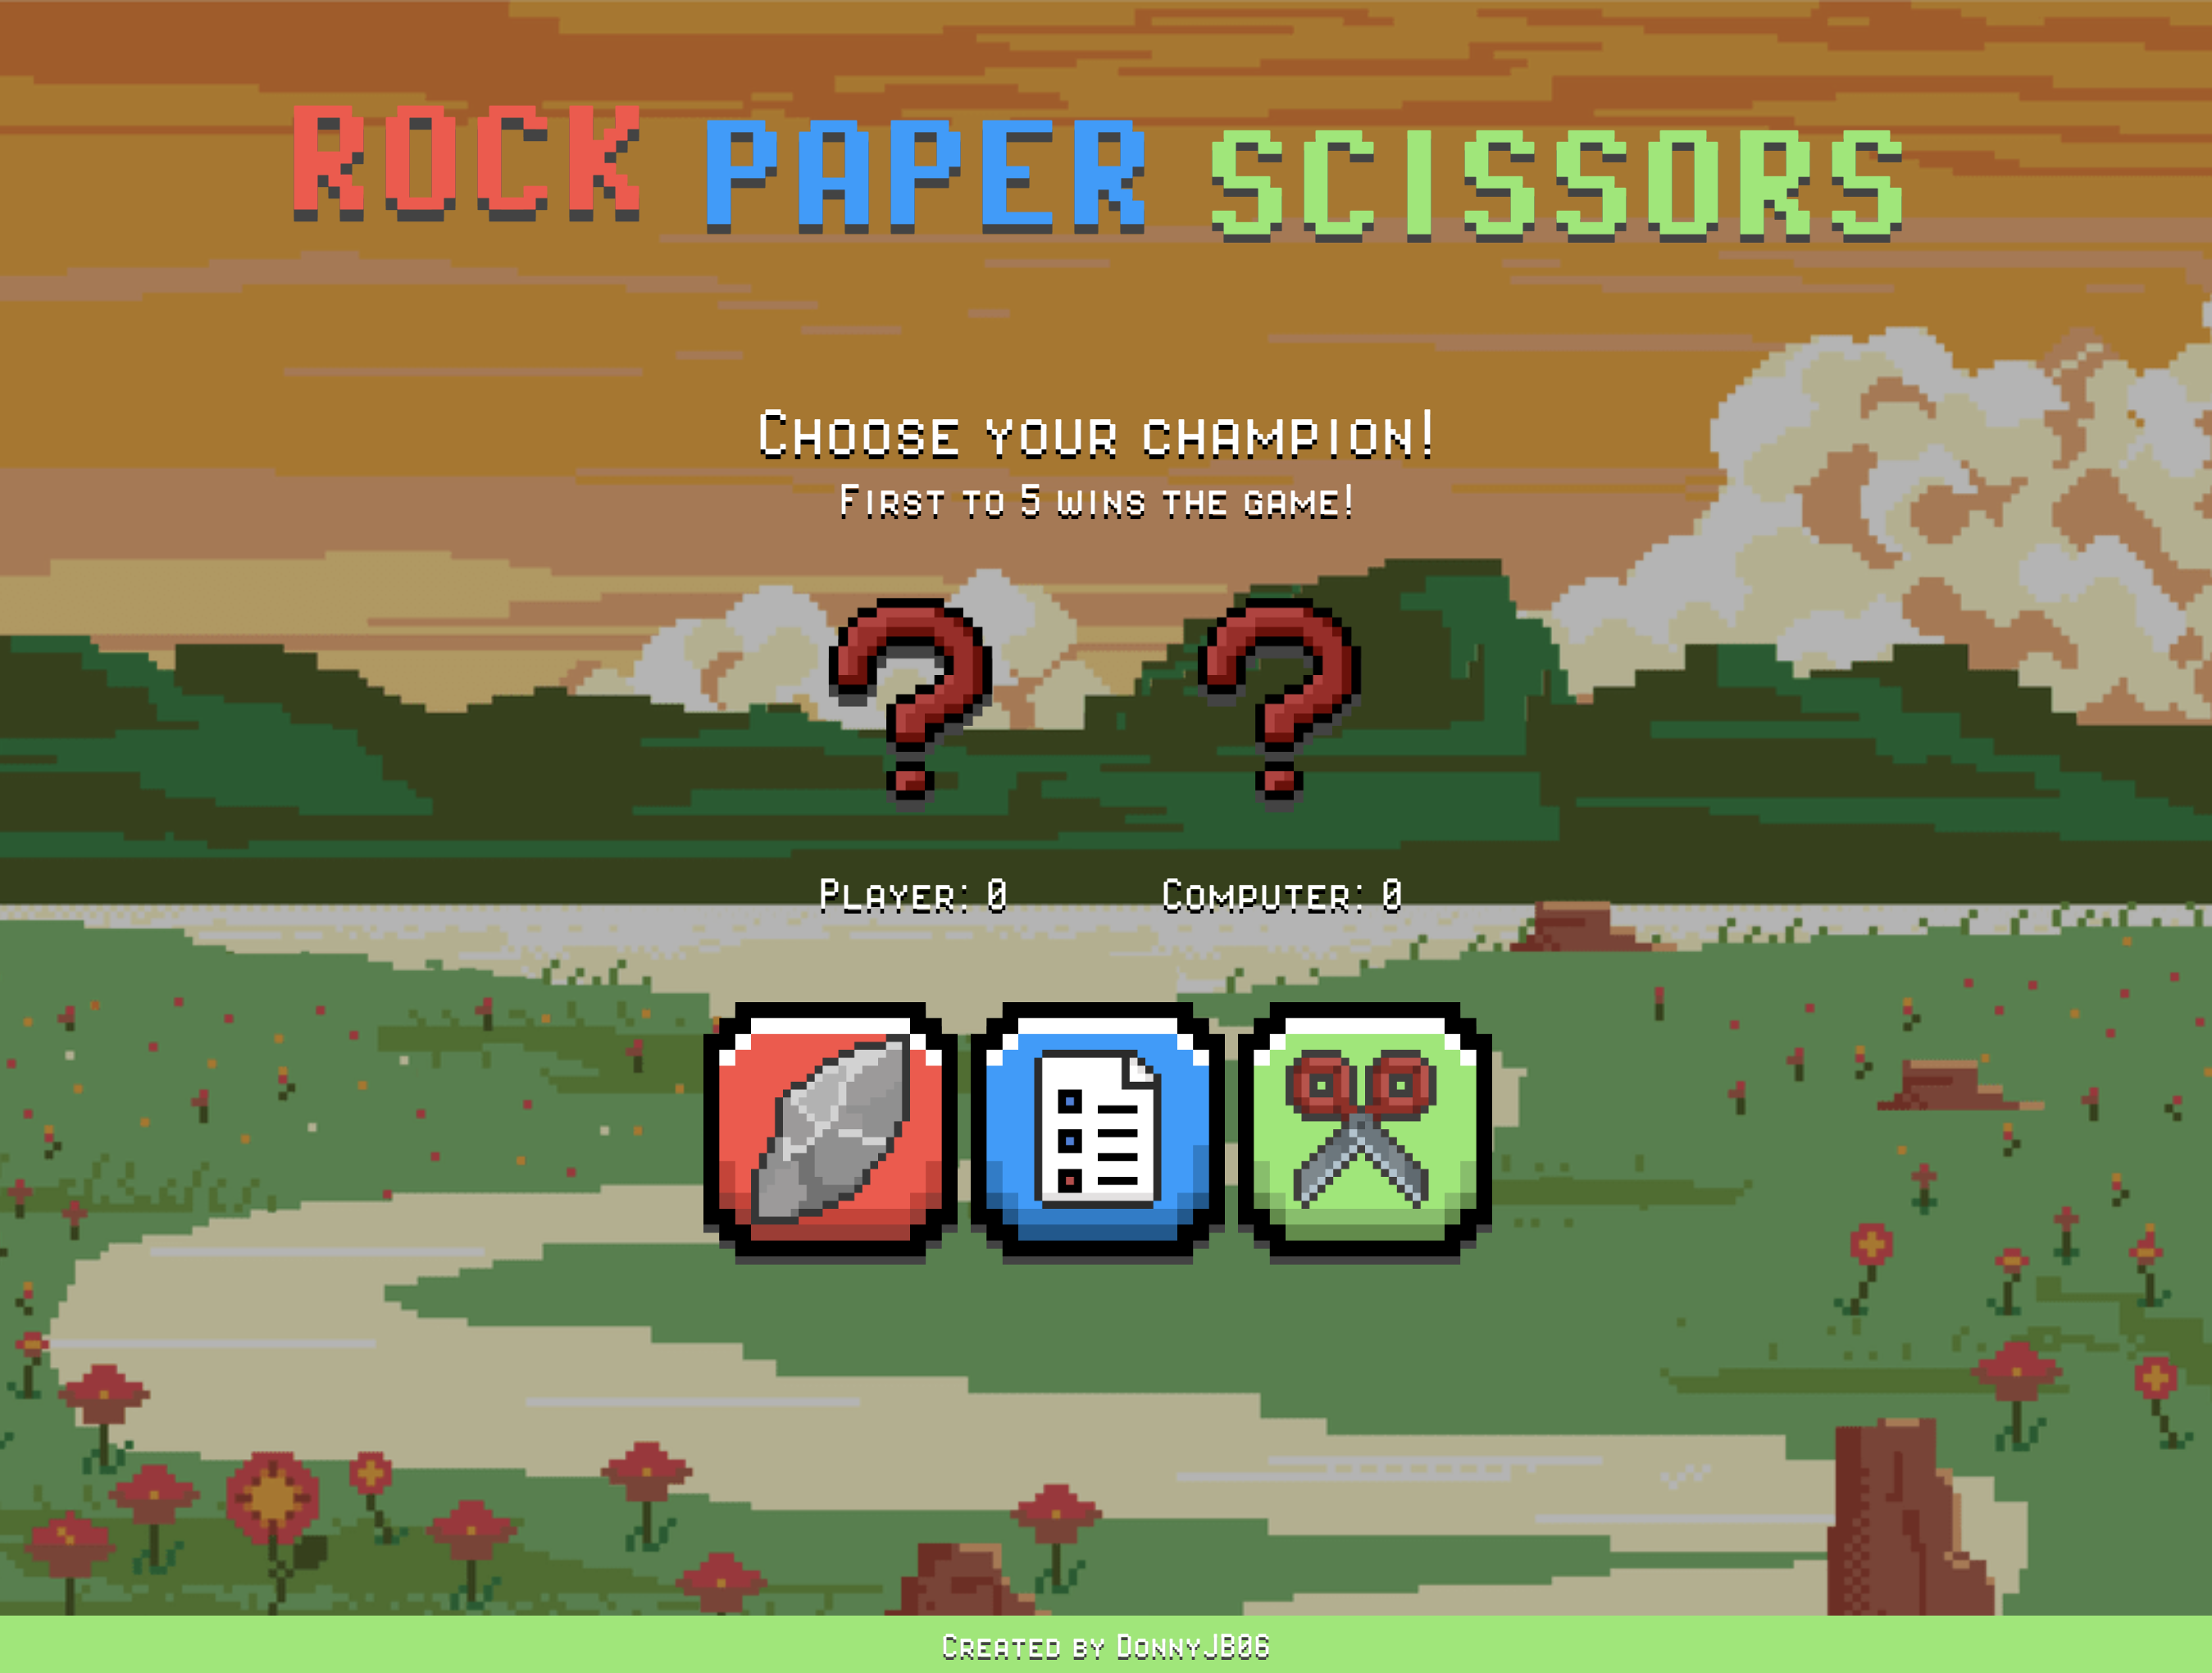 ROCK PAPER SCISSORS
Choose your champion!
First to 5 wins the game!
Player: 0 Computer: 0
Created by DonnyJB06